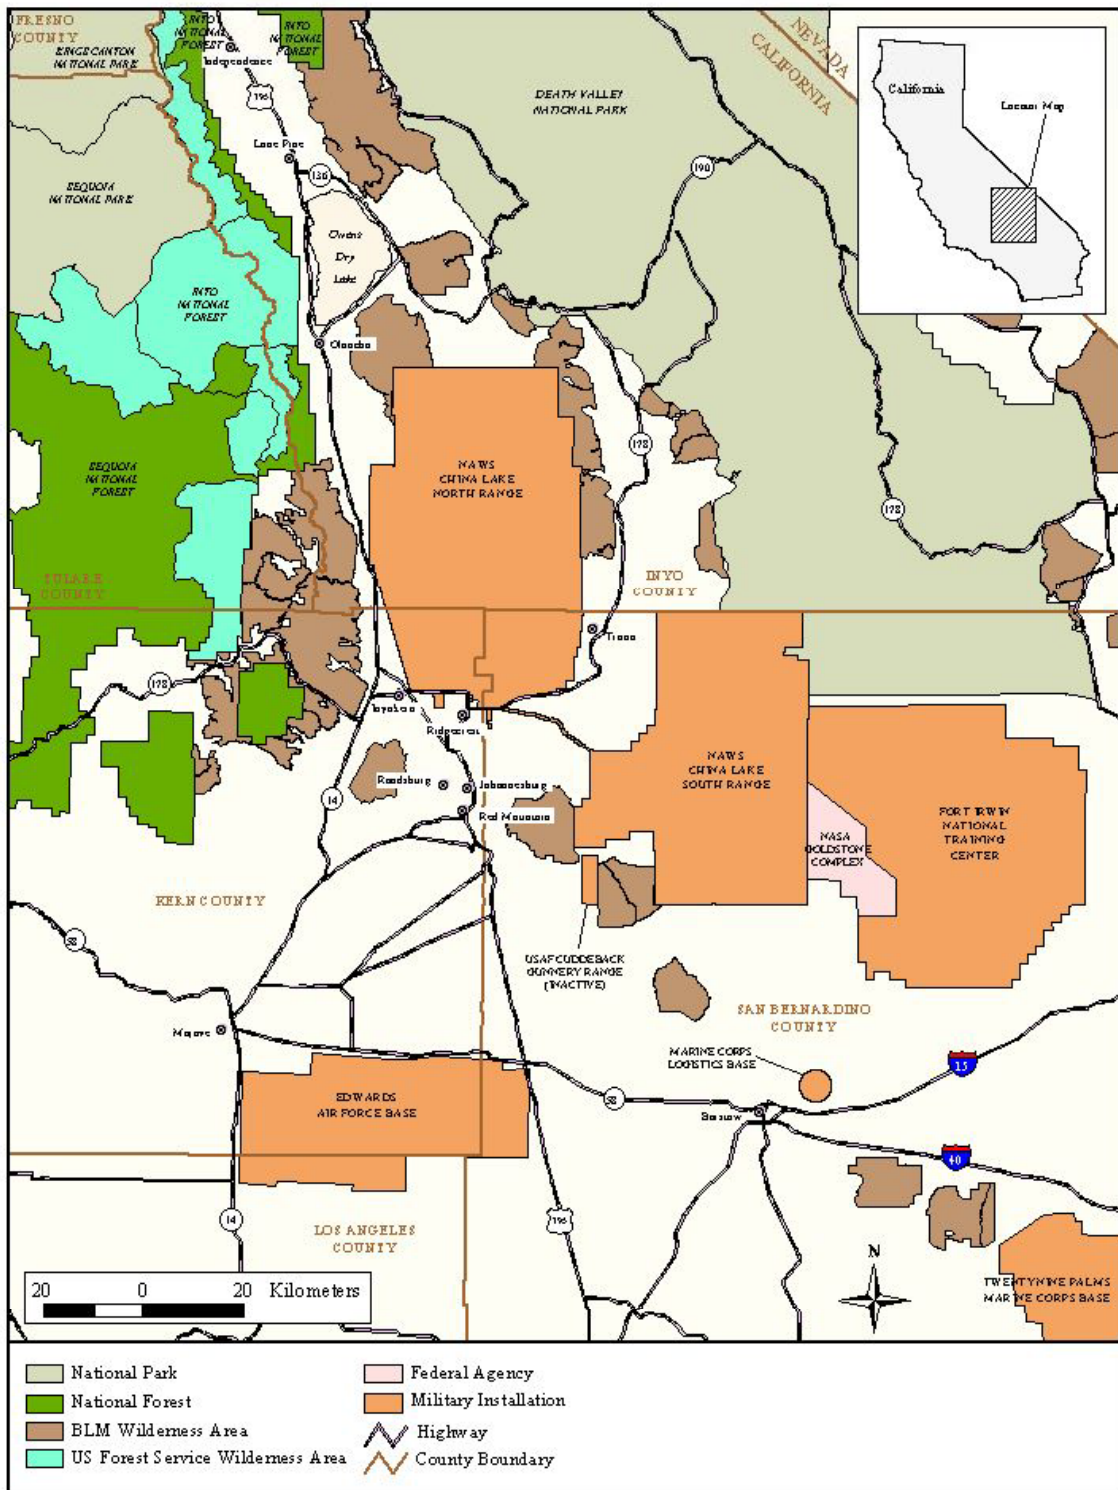 FRESNO
COUNTY
KINGS CANYON
NATIONAL PARK
INYO
NATIONAL
FOREST
INYO
NATIONAL
FOREST
Independence
395
Lone Pine
136
SEQUOIA
NATIONAL PARK
Owens
Dry
Lake
INYO
NATIONAL
FOREST
Olancha
DEATH VALLEY
NATIONAL PARK
190
NEVADA
CALIFORNIA
California
Locator Map
SEQUOIA
NATIONAL
FOREST
NAWS
CHINA LAKE
NORTH RANGE
178
178
TULARE
COUNTY
INYO
COUNTY
Trona
178
Inyokern
Ridgecrest
Randsburg
Johannesburg
Red Mountain
14
NAWS
CHINA LAKE
SOUTH RANGE
NASA
GOLDSTONE
COMPLEX
FORT IRWIN
NATIONAL
TRAINING
CENTER
KERN COUNTY
58
USAF CUDDEBACK
GUNNERY RANGE
(INACTIVE)
SAN BERNARDINO
COUNTY
Mojave
MARINE CORPS
LOGISTICS BASE
15
EDWARDS
AIR FORCE BASE
58
Barstow
40
14
LOS ANGELES
COUNTY
395
N
TWENTYNINE PALMS
MARINE CORPS BASE
20 0 20 Kilometers
National Park
National Forest
BLM Wilderness Area
US Forest Service Wilderness Area
Federal Agency
Military Installation
Highway
County Boundary